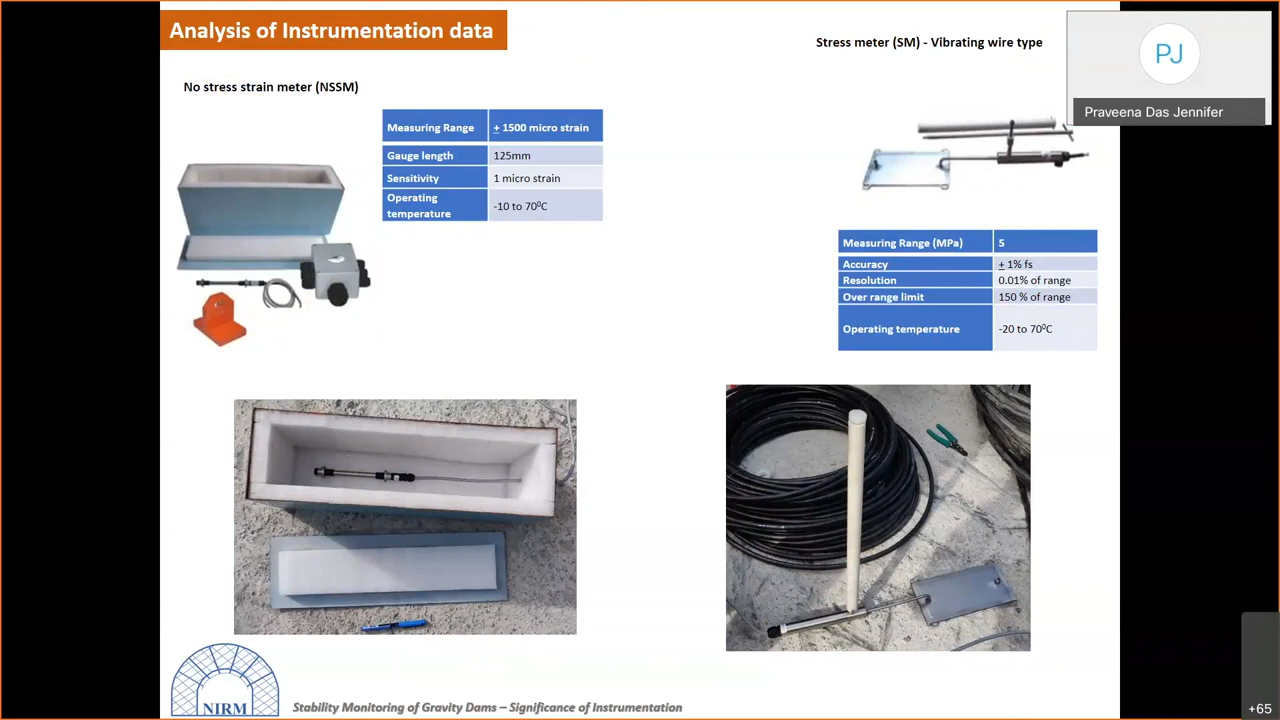 Analysis of Instrumentation data
Stress meter (SM) - Vibrating wire type
PJ
Praveena Das Jennifer
No stress strain meter (NSSM)
Measuring Range ± 1500 micro strain
Gauge length 125mm
Sensitivity 1 micro strain
Operating
temperature -10 to 70⁰C
Measuring Range (MPa) 5
Accuracy ± 1% fs
Resolution 0.01% of range
Over range limit 150 % of range
Operating temperature -20 to 70⁰C
NIRM
Stability Monitoring of Gravity Dams – Significance of Instrumentation
+65